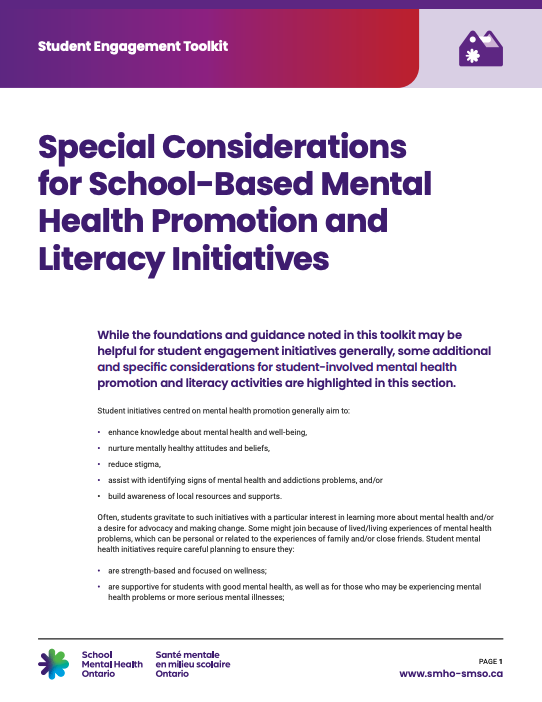 Student Engagement Toolkit
Special Considerations
for School-Based Mental
Health Promotion and
Literacy Initiatives
While the foundations and guidance noted in this toolkit may be
helpful for student engagement initiatives generally, some additional
and specific considerations for student-involved mental health
promotion and literacy activities are highlighted in this section.
Student initiatives centred on mental health promotion generally aim to:
• enhance knowledge about mental health and well-being,
• nurture mentally healthy attitudes and beliefs,
• reduce stigma,
• assist with identifying signs of mental health and addictions problems, and/or
• build awareness of local resources and supports.
Often, students gravitate to such initiatives with a particular interest in learning more about mental health and/or
a desire for advocacy and making change. Some might join because of lived/living experiences of mental health
problems, which can be personal or related to the experiences of family and/or close friends. Student mental
health initiatives require careful planning to ensure they:
• are strength-based and focused on wellness;
• are supportive for students with good mental health, as well as for those who may be experiencing mental
health problems or more serious mental illnesses;
School
Mental Health
Ontario
Santé mentale
en milieu scolaire
Ontario
PAGE 1
www.smho-smso.ca